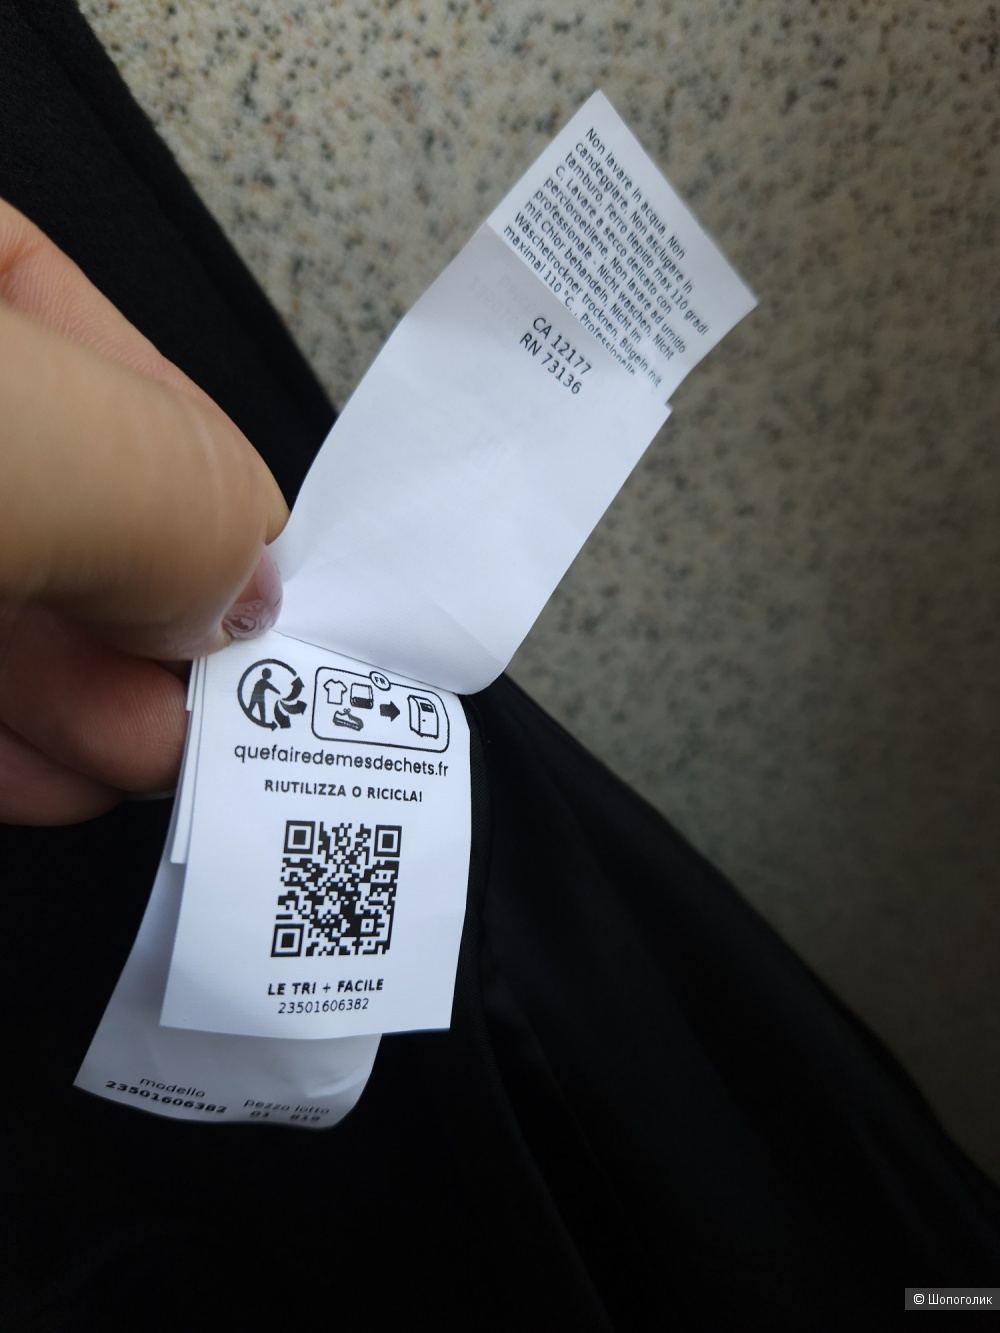 Non lavare in acqua. Non
candeggiare. Non asciugare in
tamburo. Ferro tiepido max 110 gradi
C. Lavare a secco delicato con
percloroetilene. Non lavare ad umido
professionale . Nicht waschen. Nicht
mit Chlor behandeln. Nicht im
Wäschetrockner trocknen. Bügeln mit
maximal 110 °C. . Professionelle
CA 12177
RN 73136
FR
quefairedemesdechets.fr
RIUTILIZZA O RICICLA!
LE TRI + FACILE
23501606382
modello
23501606382
pezzo lotto
01 819
© Шопоголик